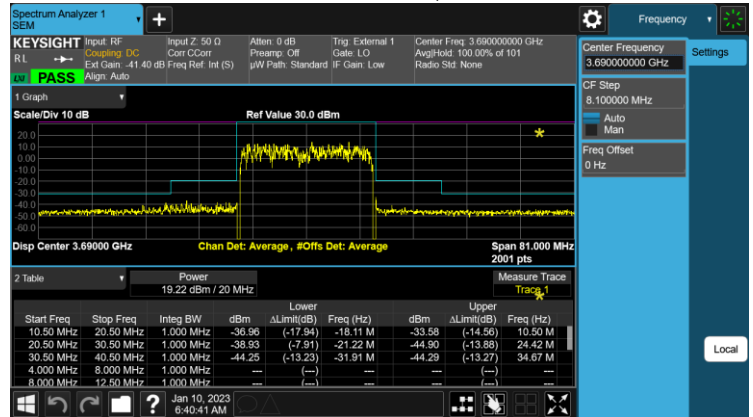 Spectrum Analyzer 1
SEM
+
Frequency
KEYSIGHT
R L
PASS
Input: RF
Coupling: DC
Ext Gain: -41.40 dB
Align: Auto
Input Z: 50 Ω
Corr CCorr
Freq Ref: Int (S)
Atten: 0 dB
Preamp: Off
µW Path: Standard
Trig: External 1
Gate: LO
IF Gain: Low
Center Freq: 3.690000000 GHz
Avg|Hold: 100.00% of 101
Radio Std: None
Center Frequency
3.690000000 GHz
Settings
CF Step
8.100000 MHz
Auto
Man
Freq Offset
0 Hz
1 Graph
Scale/Div 10 dB
Ref Value 30.0 dBm
20.0
10.0
0.00
-10.0
-20.0
-30.0
-40.0
-50.0
-60.0
Disp Center 3.69000 GHz
Chan Det: Average, #Offs Det: Average
Span 81.000 MHz
2001 pts
2 Table
Power
19.22 dBm / 20 MHz
Measure Trace
Trace 1
Lower Upper
Start Freq Stop Freq Integ BW dBm ΔLimit(dB) Freq (Hz) dBm ΔLimit(dB) Freq (Hz)
10.50 MHz 20.50 MHz 1.000 MHz -36.96 (-17.94) -18.11 M -33.58 (-14.56) 10.50 M
20.50 MHz 30.50 MHz 1.000 MHz -38.93 (-7.91) -21.22 M -44.90 (-13.88) 24.42 M
30.50 MHz 40.50 MHz 1.000 MHz -44.25 (-13.23) -31.91 M -44.29 (-13.27) 34.67 M
4.000 MHz 8.000 MHz 1.000 MHz --- (---) --- --- (---) ---
8.000 MHz 12.50 MHz 1.000 MHz --- (---) --- --- (---) ---
Local
?
Jan 10, 2023
6:40:41 AM